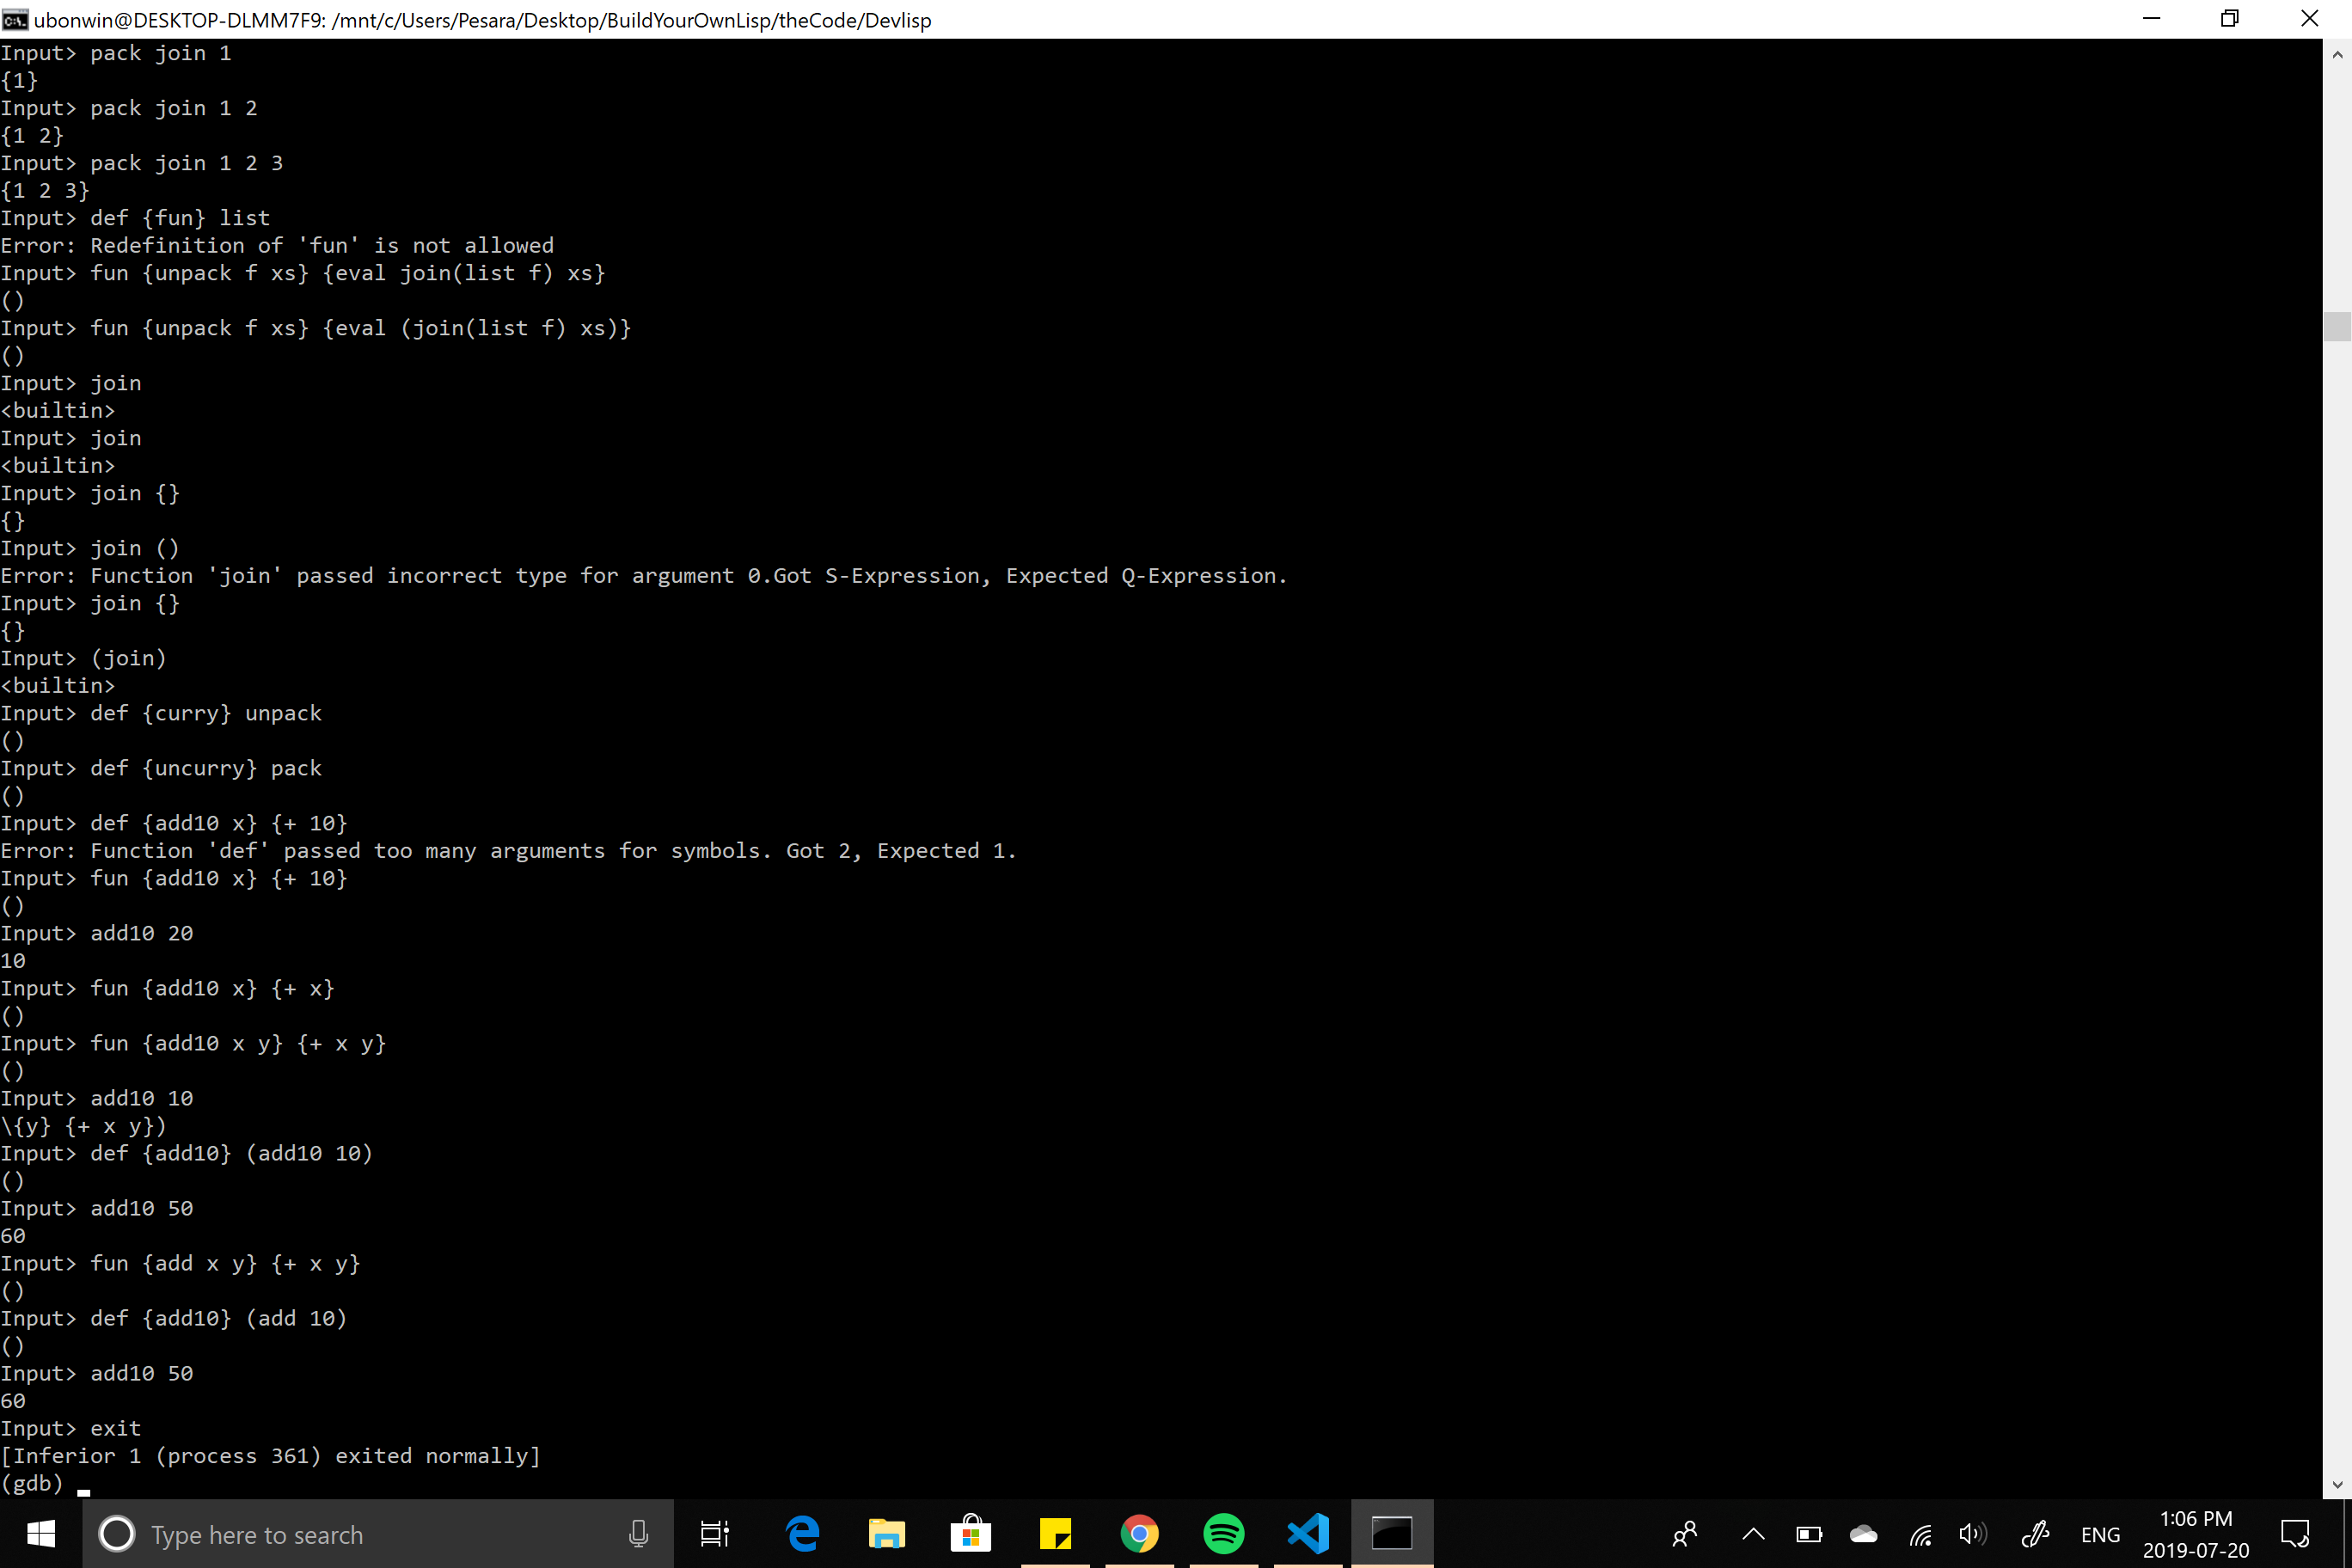 ubonwin@DESKTOP-DLMM7F9: /mnt/c/Users/Pesara/Desktop/BuildYourOwnLisp/theCode/Devlisp
Input> pack join 1
{1}
Input> pack join 1 2
{1 2}
Input> pack join 1 2 3
{1 2 3}
Input> def {fun} list
Error: Redefinition of 'fun' is not allowed
Input> fun {unpack f xs} {eval join(list f) xs}
()
Input> fun {unpack f xs} {eval (join(list f) xs)}
()
Input> join
<builtin>
Input> join
<builtin>
Input> join {}
{}
Input> join ()
Error: Function 'join' passed incorrect type for argument 0.Got S-Expression, Expected Q-Expression.
Input> join {}
{}
Input> (join)
<builtin>
Input> def {curry} unpack
()
Input> def {uncurry} pack
()
Input> def {add10 x} {+ 10}
Error: Function 'def' passed too many arguments for symbols. Got 2, Expected 1.
Input> fun {add10 x} {+ 10}
()
Input> add10 20
10
Input> fun {add10 x} {+ x}
()
Input> fun {add10 x y} {+ x y}
()
Input> add10 10
\{y} {+ x y})
Input> def {add10} (add10 10)
()
Input> add10 50
60
Input> fun {add x y} {+ x y}
()
Input> def {add10} (add 10)
()
Input> add10 50
60
Input> exit
[Inferior 1 (process 361) exited normally]
(gdb)
Type here to search
ENG
1:06 PM
2019-07-20